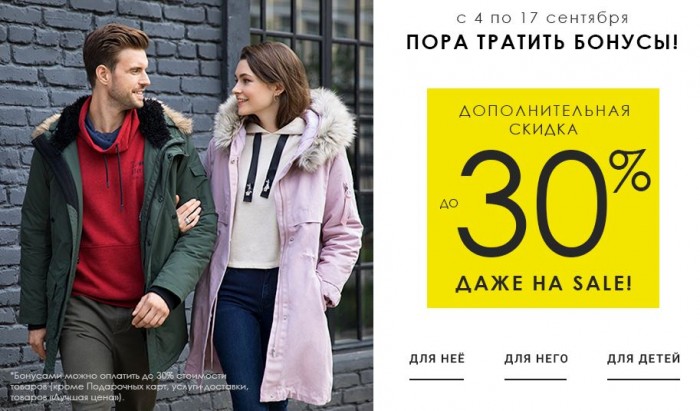 с 4 по 17 сентября
ПОРА ТРАТИТЬ БОНУСЫ!
ДОПОЛНИТЕЛЬНАЯ
СКИДКА
ДО 30%
ДАЖЕ НА SALE!
ДЛЯ НЕЁ ДЛЯ НЕГО ДЛЯ ДЕТЕЙ
*Бонусами можно оплатить до 30% стоимости
товаров (кроме Подарочных карт, услуги доставки,
товаров «Лучшая цена»).